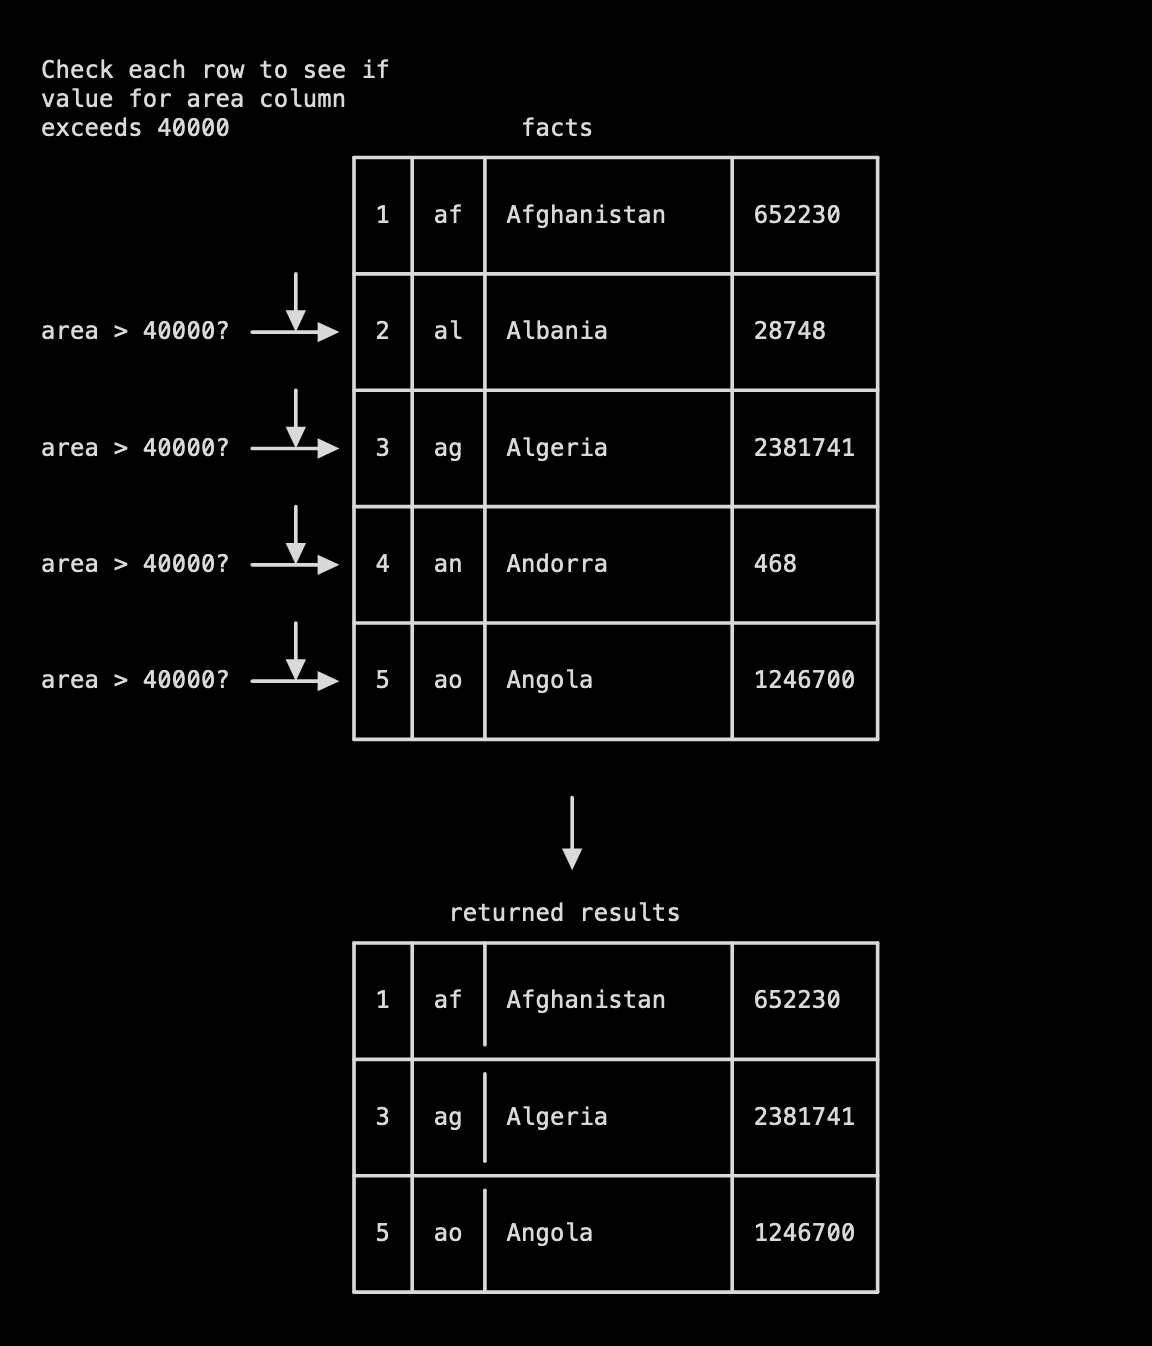 Check each row to see if
value for area column
exceeds 40000
facts
1 af Afghanistan 652230
area > 40000? 2 al Albania 28748
area > 40000? 3 ag Algeria 2381741
area > 40000? 4 an Andorra 468
area > 40000? 5 ao Angola 1246700
returned results
1 af Afghanistan 652230
3 ag Algeria 2381741
5 ao Angola 1246700